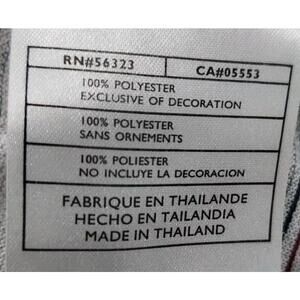 RN#56323 CA#05553
100% POLYESTER
EXCLUSIVE OF DECORATION
100% POLYESTER
SANS ORNEMENTS
100% POLIESTER
NO INCLUYE LA DECORACION
FABRIQUE EN THAILANDE
HECHO EN TAILANDIA
MADE IN THAILAND